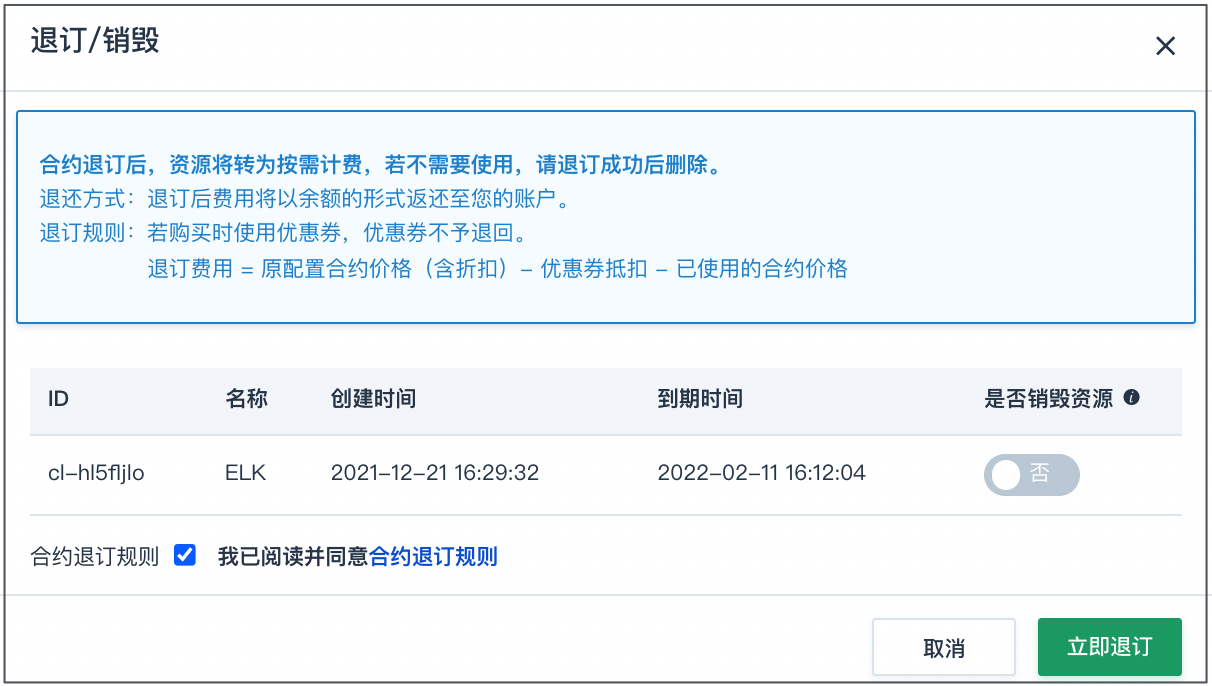 退订/销毁
合约退订后，资源将转为按需计费，若不需要使用，请退订成功后删除。
退还方式：退订后费用将以余额的形式返还至您的账户。
退订规则：若购买时使用优惠券，优惠券不予退回。
退订费用 = 原配置合约价格（含折扣）– 优惠券抵扣 – 已使用的合约价格
ID 名称 创建时间 到期时间 是否销毁资源 i
cl-hl5fljlo ELK 2021-12-21 16:29:32 2022-02-11 16:12:04 否
合约退订规则 我已阅读并同意合约退订规则
取消 立即退订